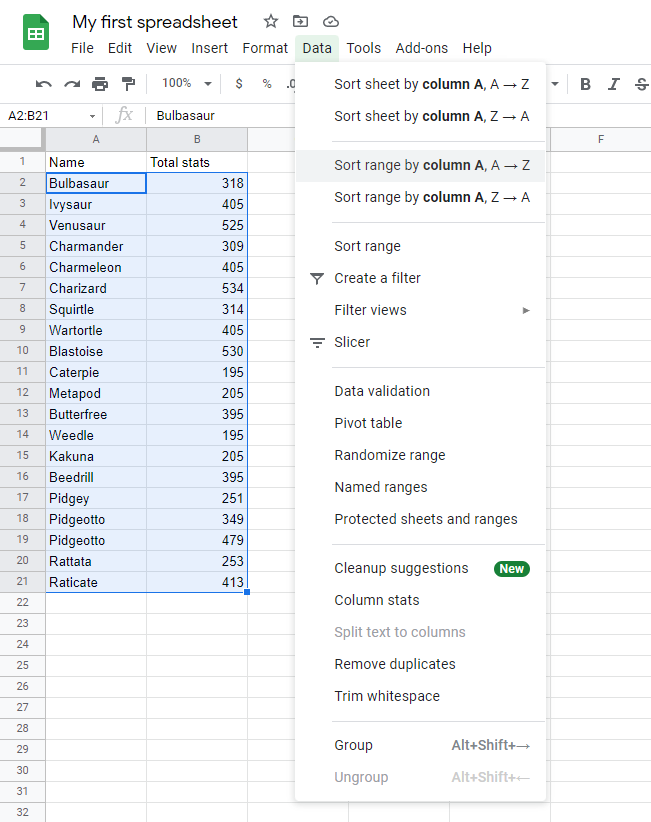 My first spreadsheet
File Edit View Insert Format Data Tools Add-ons Help
100% $ % .0 B I S
A2:B21 fx Bulbasaur
A B F
1 Name Total stats
2 Bulbasaur 318
3 Ivysaur 405
4 Venusaur 525
5 Charmander 309
6 Charmeleon 405
7 Charizard 534
8 Squirtle 314
9 Wartortle 405
10 Blastoise 530
11 Caterpie 195
12 Metapod 205
13 Butterfree 395
14 Weedle 195
15 Kakuna 205
16 Beedrill 395
17 Pidgey 251
18 Pidgeotto 349
19 Pidgeotto 479
20 Rattata 253
21 Raticate 413
22
23
24
25
26
27
28
29
30
31
32
Sort sheet by column A, A → Z
Sort sheet by column A, Z → A
Sort range by column A, A → Z
Sort range by column A, Z → A
Sort range
Create a filter
Filter views ►
Slicer
Data validation
Pivot table
Randomize range
Named ranges
Protected sheets and ranges
Cleanup suggestions New
Column stats
Split text to columns
Remove duplicates
Trim whitespace
Group Alt+Shift+→
Ungroup Alt+Shift+←